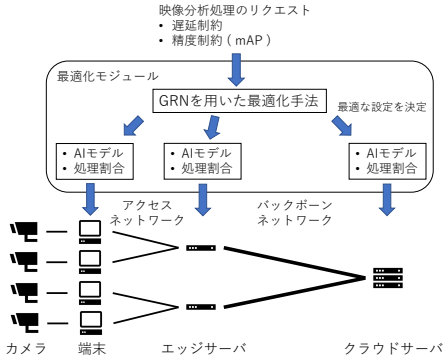 映像分析処理のリクエスト
• 遅延制約
• 精度制約 ( mAP )
最適化モジュール
GRNを用いた最適化手法
最適な設定を決定
• AIモデル
• 処理割合
• AIモデル
• 処理割合
• AIモデル
• 処理割合
アクセス
ネットワーク
バックボーン
ネットワーク
カメラ
端末
エッジサーバ
クラウドサーバ